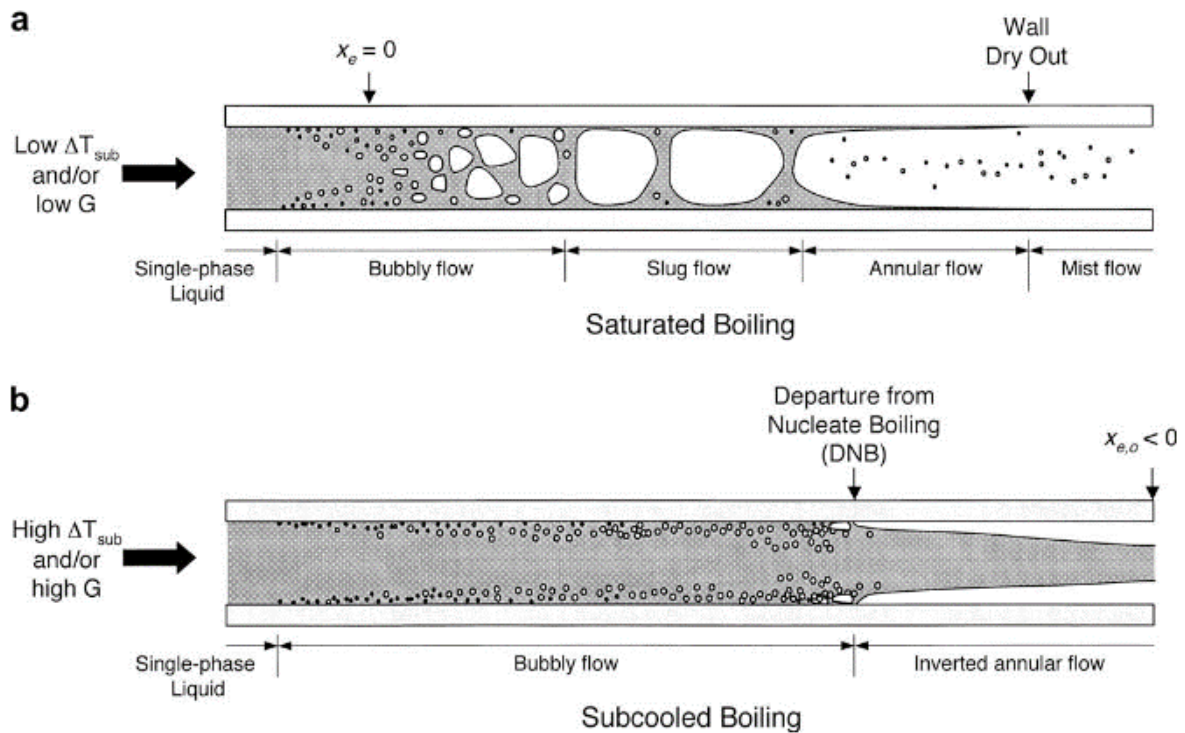 a
x_e = 0
Wall
Dry Out
Low ΔT_sub
and/or
low G
Single-phase
Liquid
Bubbly flow
Slug flow
Annular flow
Mist flow
Saturated Boiling
b
Departure from
Nucleate Boiling
(DNB)
x_e,o < 0
High ΔT_sub
and/or
high G
Single-phase
Liquid
Bubbly flow
Inverted annular flow
Subcooled Boiling